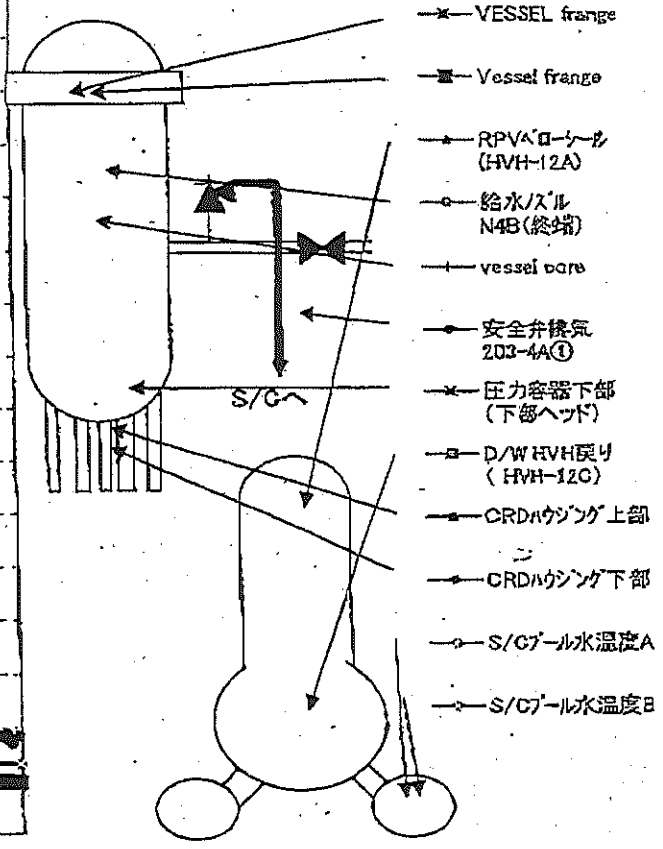 VESSEL frange
Vessel frange
RPVベローシール
(HVH-12A)
給水ノズル
N4B(終端)
vessel core
安全弁排気
203-4A①
圧力容器下部
(下部ヘッド)
D/W HVH戻り
( HVH-12C)
CRDハウジング上部
CRDハウジング下部
S/Cプール水温度A
S/Cプール水温度B
S/Cへ